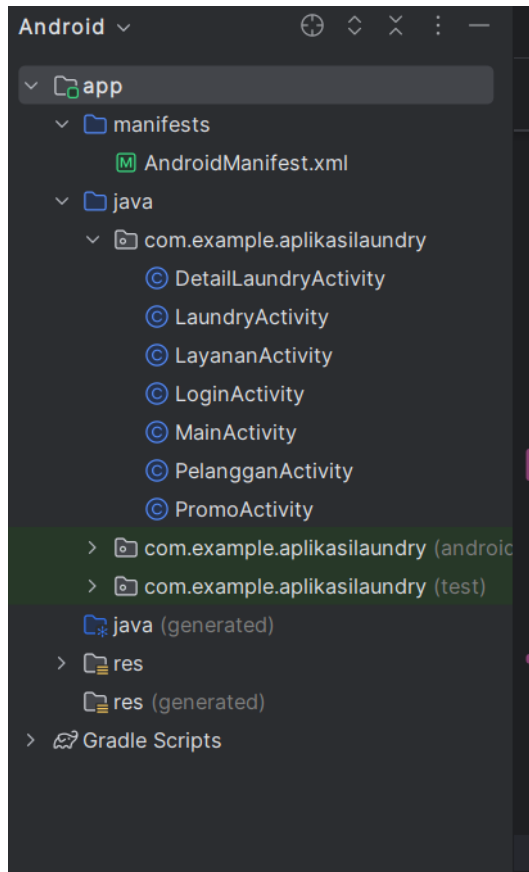 Android
app
manifests
M AndroidManifest.xml
java
com.example.aplikasilaundry
C DetailLaundryActivity
C LaundryActivity
C LayananActivity
C LoginActivity
C MainActivity
C PelangganActivity
C PromoActivity
com.example.aplikasilaundry (androic
com.example.aplikasilaundry (test)
java (generated)
res
res (generated)
Gradle Scripts